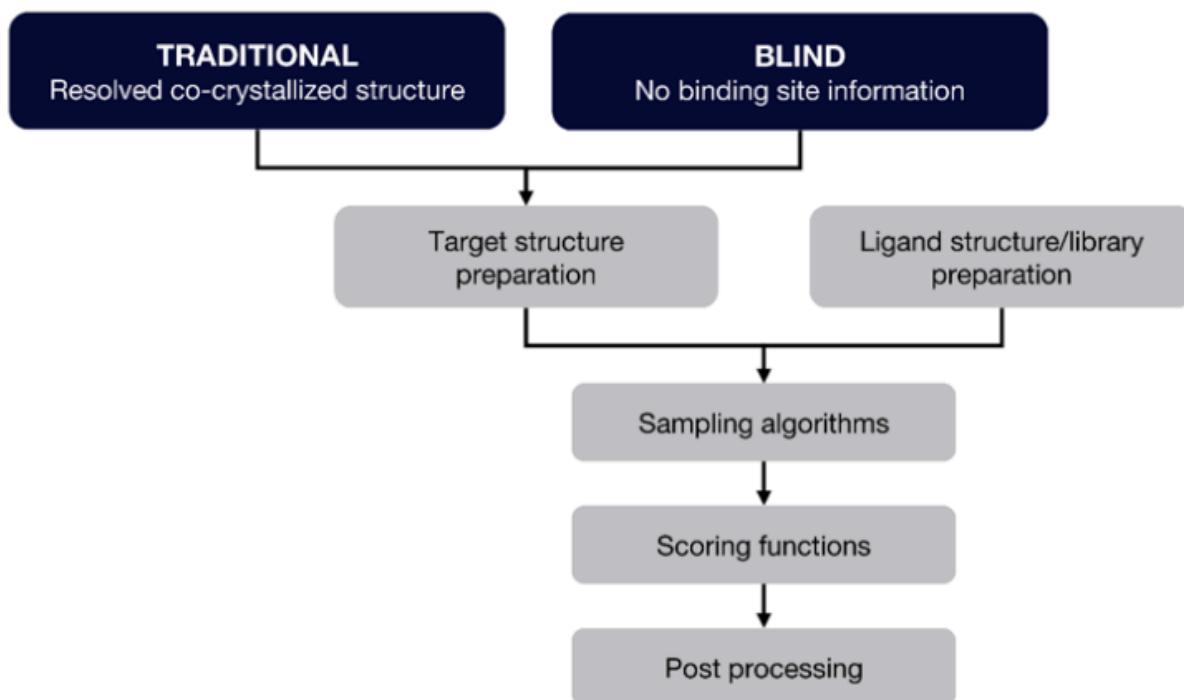 TRADITIONAL
Resolved co-crystallized structure
BLIND
No binding site information
Target structure
preparation
Ligand structure/library
preparation
Sampling algorithms
Scoring functions
Post processing